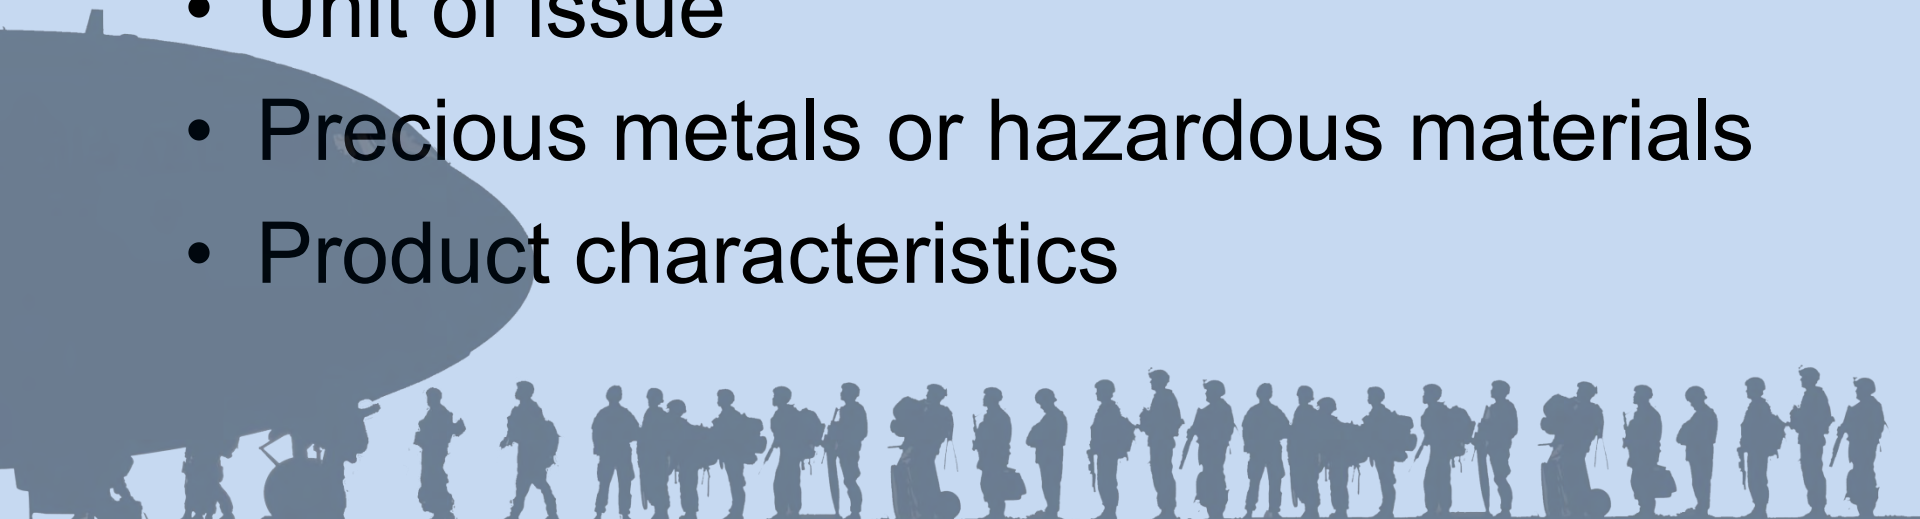 • Unit of issue
• Precious metals or hazardous materials
• Product characteristics